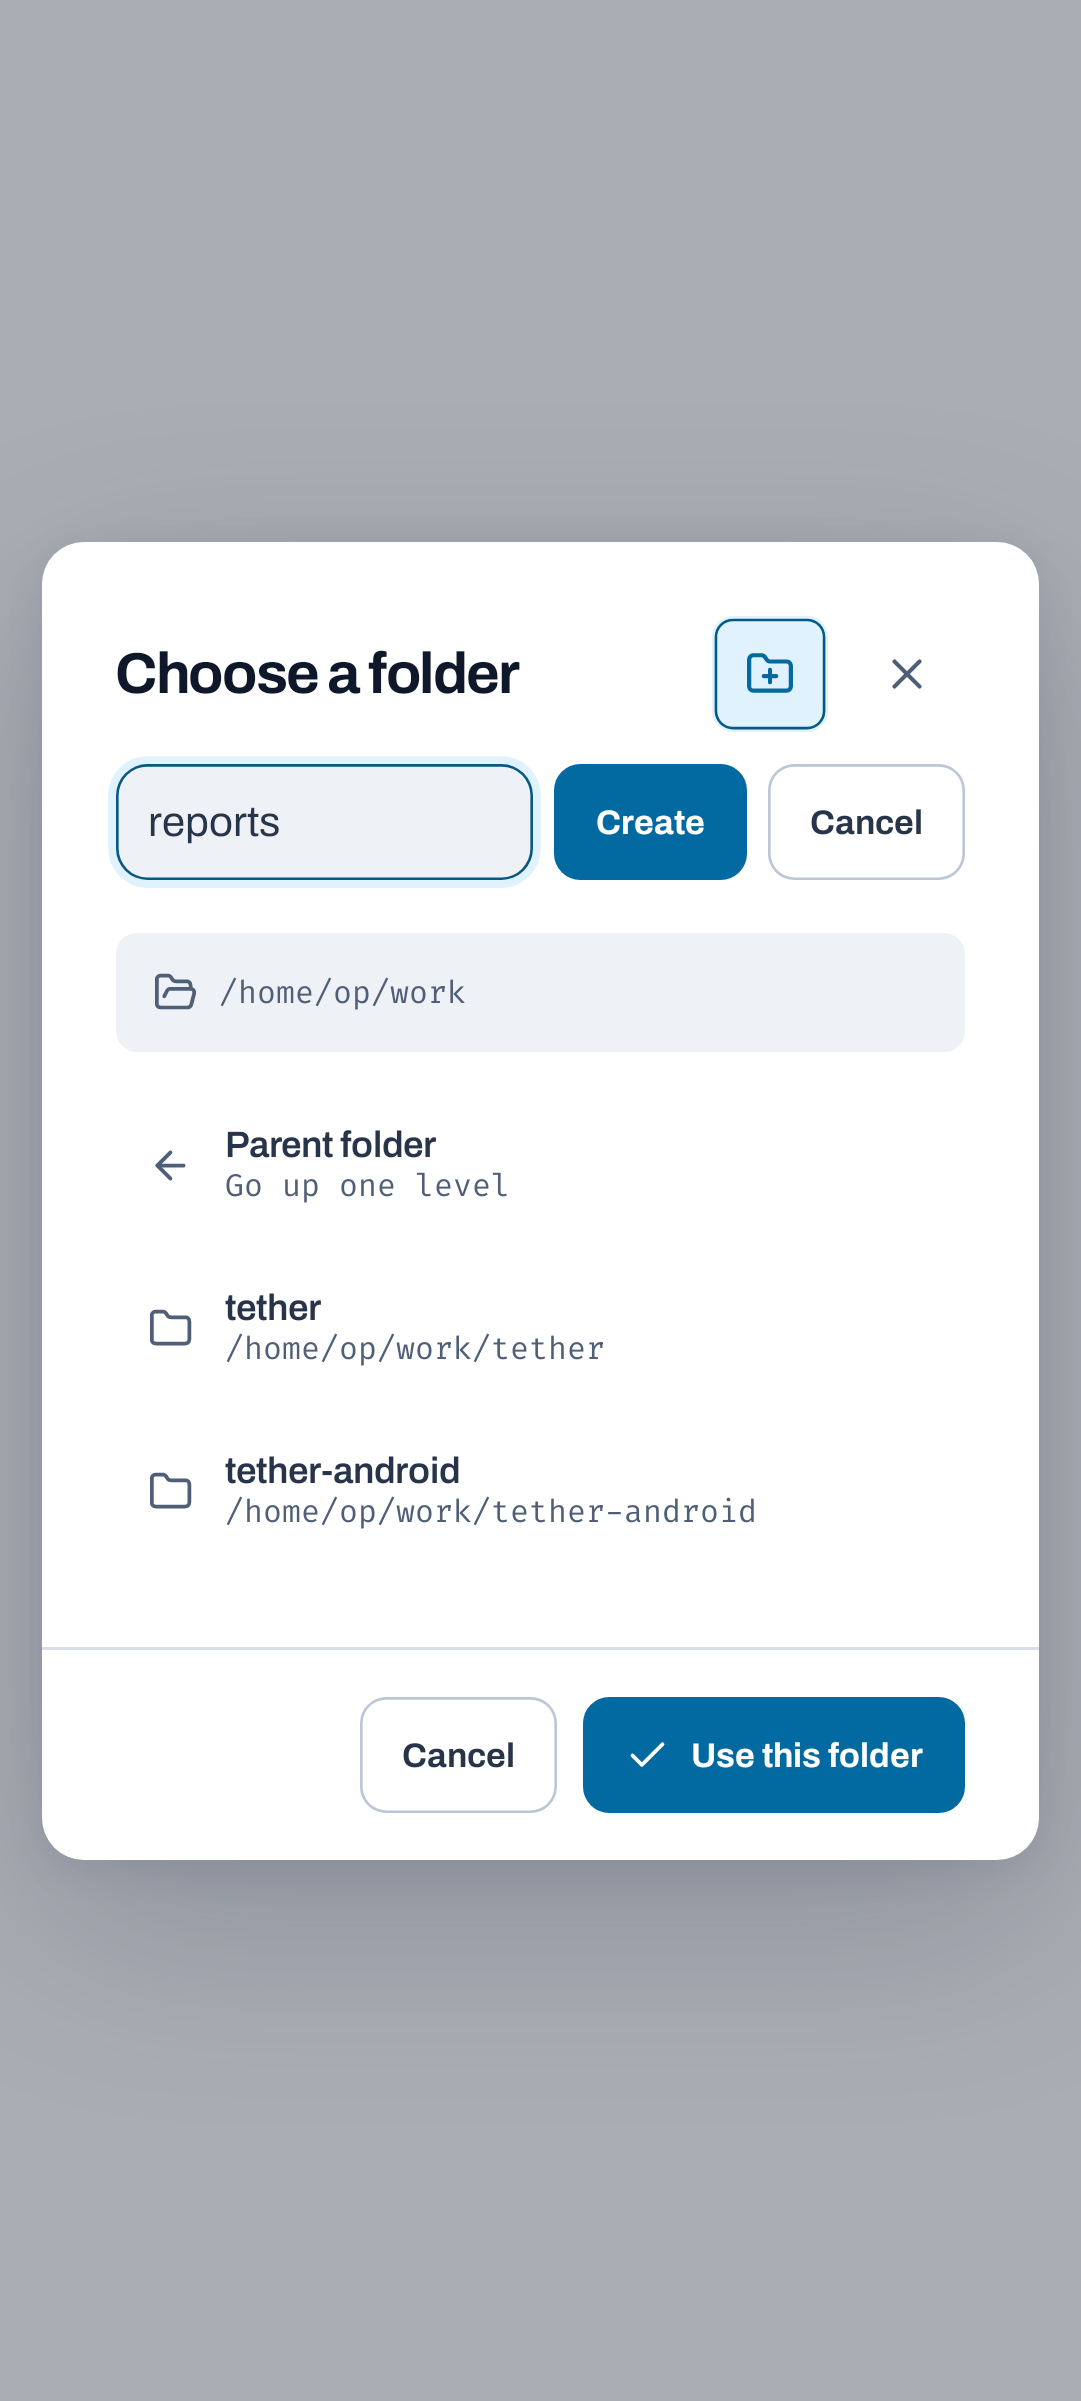 Choose a folder
reports
Create
Cancel
/home/op/work
Parent folder
Go up one level
tether
/home/op/work/tether
tether-android
/home/op/work/tether-android
Cancel
Use this folder